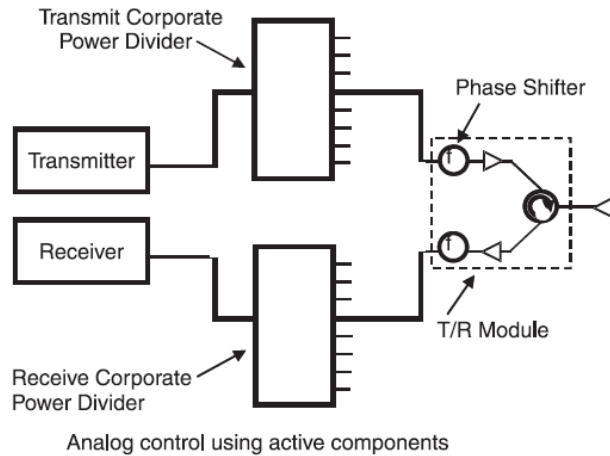 Transmit Corporate
Power Divider
Phase Shifter
f
Transmitter
Receiver
f
T/R Module
Receive Corporate
Power Divider
Analog control using active components